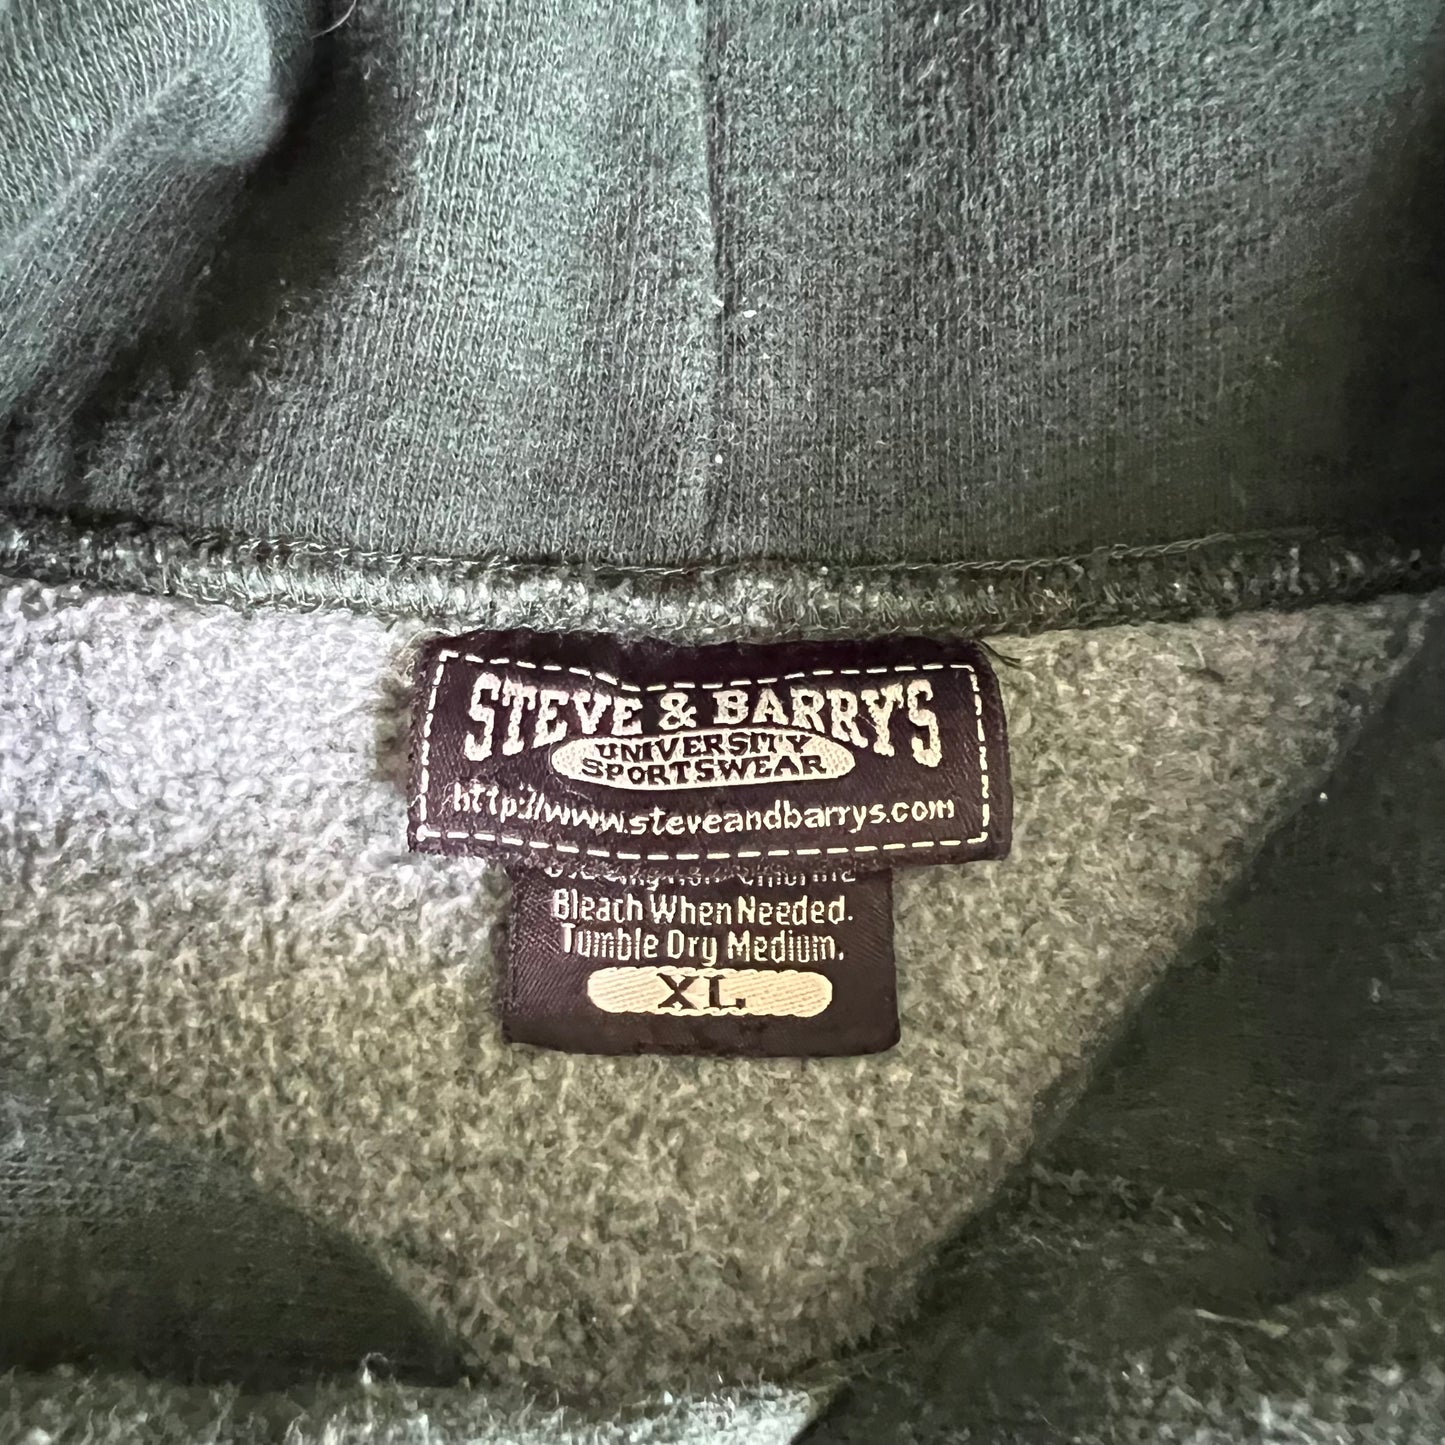 STEVE & BARRY'S
UNIVERSITY
SPORTSWEAR
http://www.steveandbarrys.com
Bleach When Needed.
Tumble Dry Medium.
XL